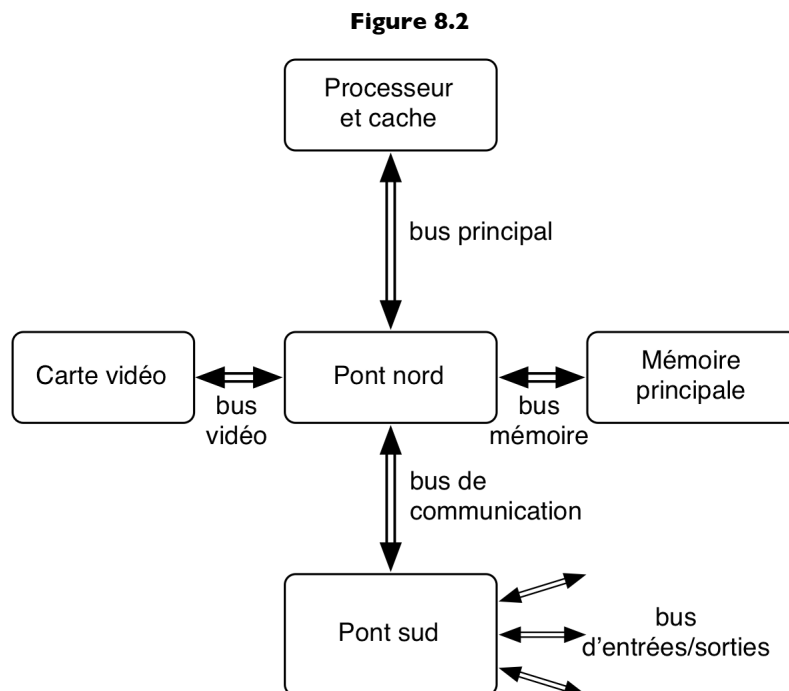 Figure 8.2
Processeur
et cache
bus principal
Carte vidéo
Pont nord
Mémoire
principale
bus
vidéo
bus
mémoire
bus de
communication
Pont sud
bus
d'entrées/sorties